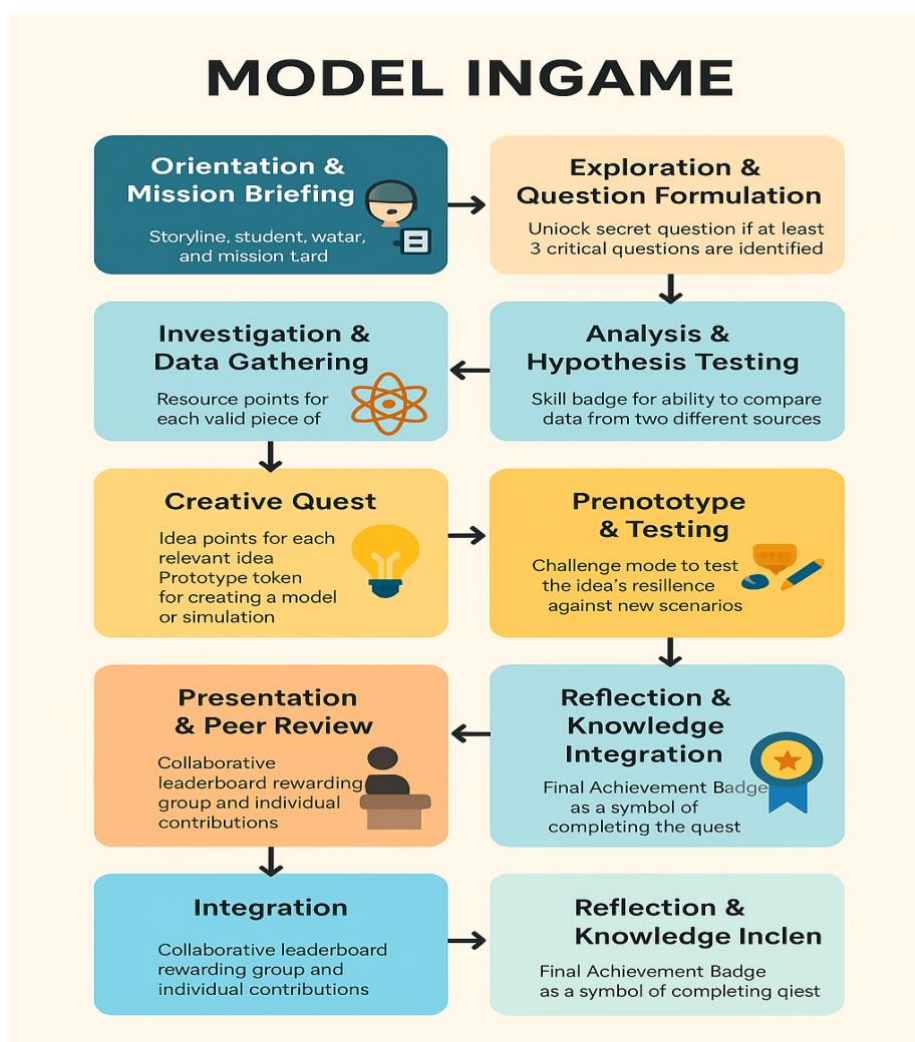 MODEL INGAME
Orientation &
Mission Briefing
Storyline, student, watar,
and mission t.ard
Exploration &
Question Formulation
Uniock secret question if at least
3 critical questions are identified
Investigation &
Data Gathering
Resource points for
each valid piece of
Analysis &
Hypothesis Testing
Skill badge for ability to compare
data from two different sources
Creative Quest
Idea points for each
relevant idea
Prototype token
for creating a model
or simulation
Prenototype
& Testing
Challenge mode to test
the idea's resillence
against new scenarios
Presentation
& Peer Review
Collaborative
leaderboard rewarding
group and individual
contributions
Reflection &
Knowledge
Integration
Final Achievement Badge
as a symbol of
completing the quest
Integration
Collaborative leaderboard
rewarding group and
individual contributions
Reflection &
Knowledge Inclen
Final Achievement Badge
as a symbol of completing qiest